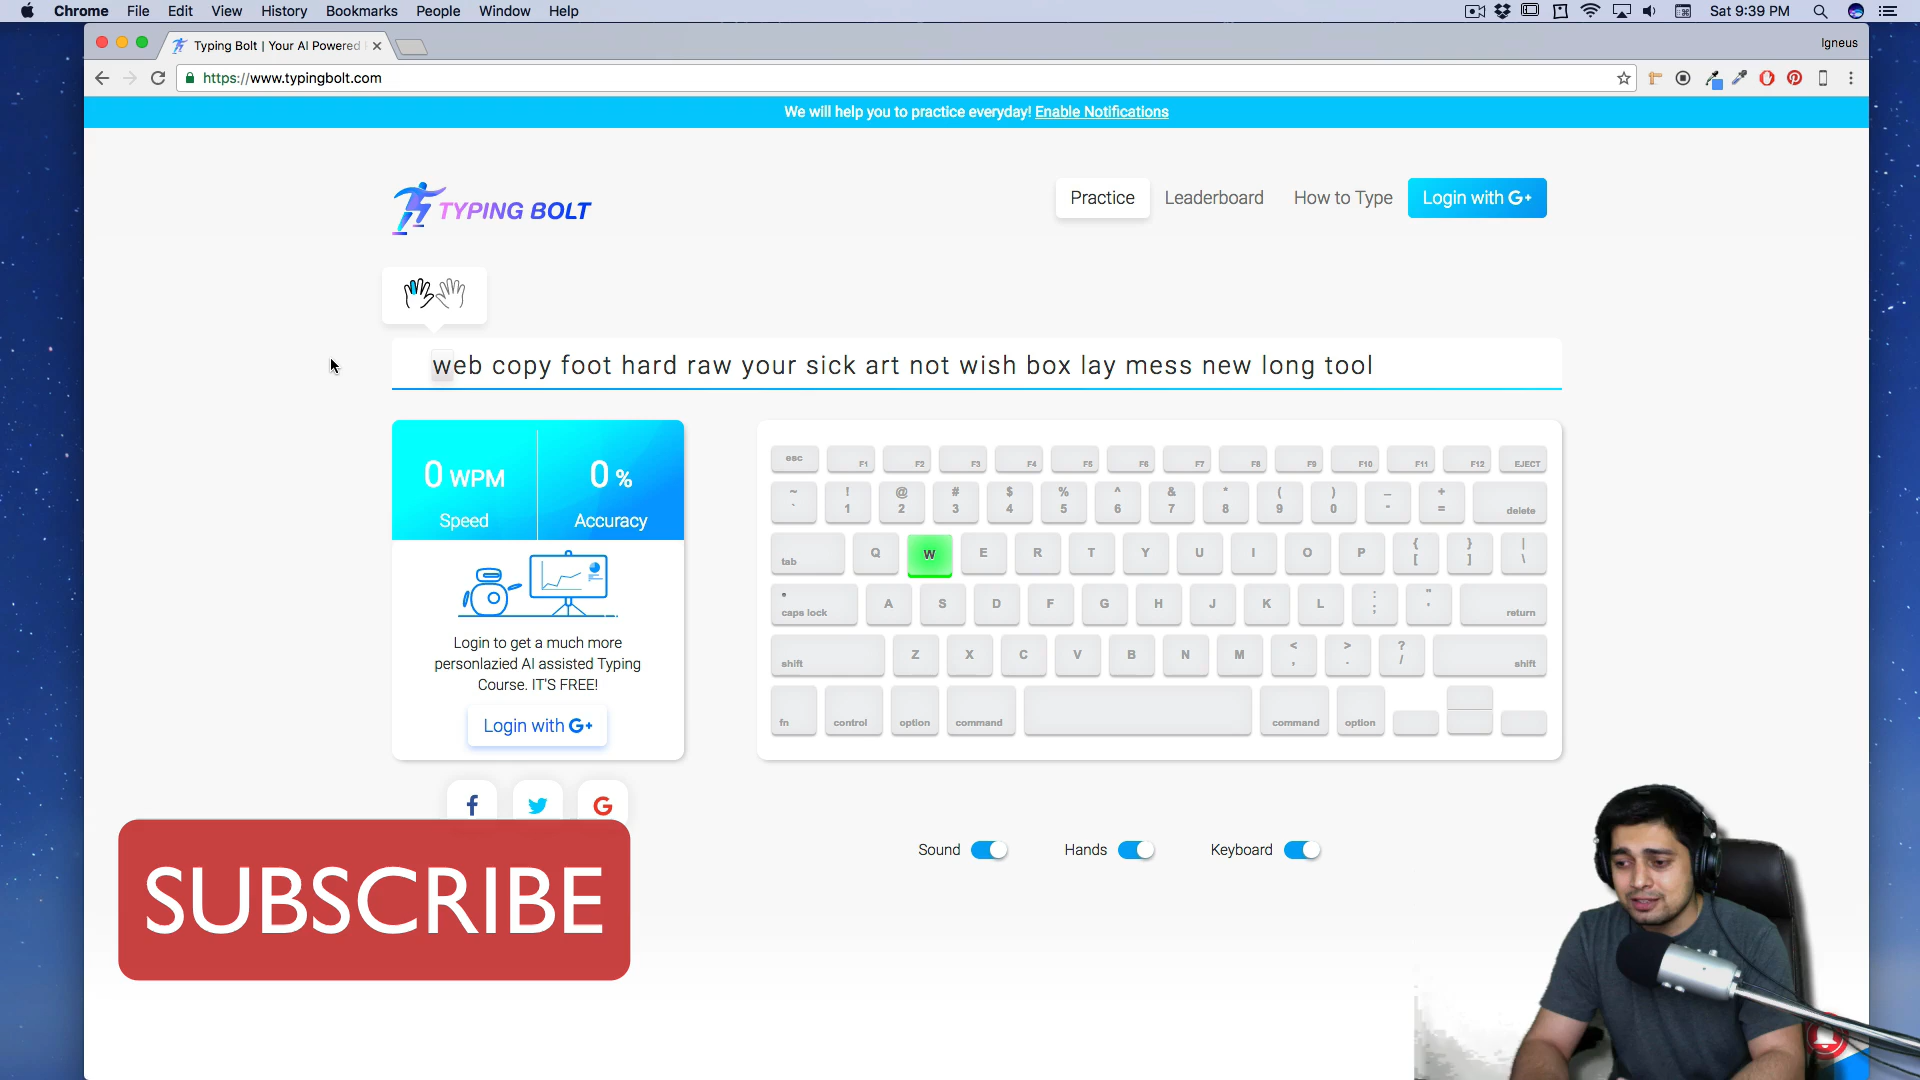 Chrome File Edit View History Bookmarks People Window Help Sat 9:39 PM
Typing Bolt | Your AI Powered
Igneus
https://www.typingbolt.com
We will help you to practice everyday! Enable Notifications
TYPING BOLT
Practice Leaderboard How to Type Login with G+
web copy foot hard raw your sick art not wish box lay mess new long tool
0 WPM 0 %
Speed Accuracy
Login to get a much more
personlazied AI assisted Typing
Course. IT'S FREE!
Login with G+
esc F1 F2 F3 F4 F5 F6 F7 F8 F9 F10 F11 F12 EJECT
~ ! @ # $ % ^ & * ( ) _ +
` 1 2 3 4 5 6 7 8 9 0 - = delete
tab Q W E R T Y U I O P { [ } ] | \
caps lock A S D F G H J K L : ; " ' return
shift Z X C V B N M < , > . ? / shift
fn control option command command option
Sound Hands Keyboard
SUBSCRIBE